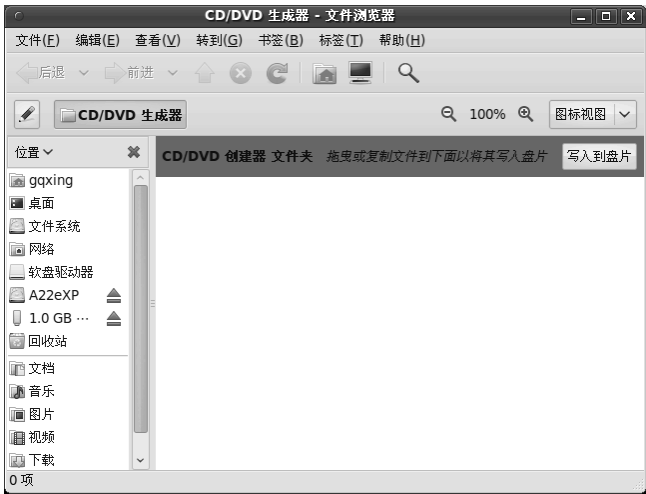 CD/DVD 生成器 - 文件浏览器
文件(F) 编辑(E) 查看(V) 转到(G) 书签(B) 标签(T) 帮助(H)
后退 前进
CD/DVD 生成器 100% 图标视图
位置
CD/DVD 创建器 文件夹 拖曳或复制文件到下面以将其写入盘片 写入到盘片
gqxing
桌面
文件系统
网络
软盘驱动器
A22eXP
1.0 GB ⋯
回收站
文档
音乐
图片
视频
下载
0 项